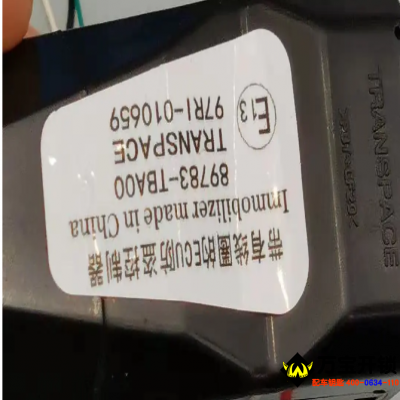 带有线
圈的ECU防盗控制器
Immobilizer made in China
89783-TBA00
TRANSPACE
97RI-010659
E13
TRANSPACE